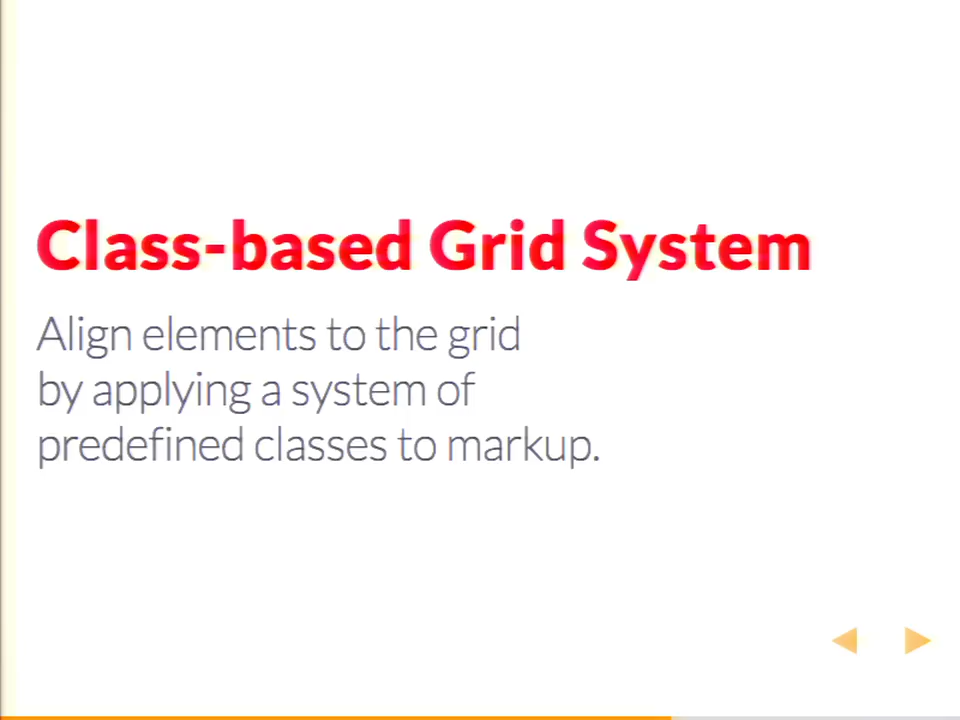 Class-based Grid System
Align elements to the grid
by applying a system of
predefined classes to markup.